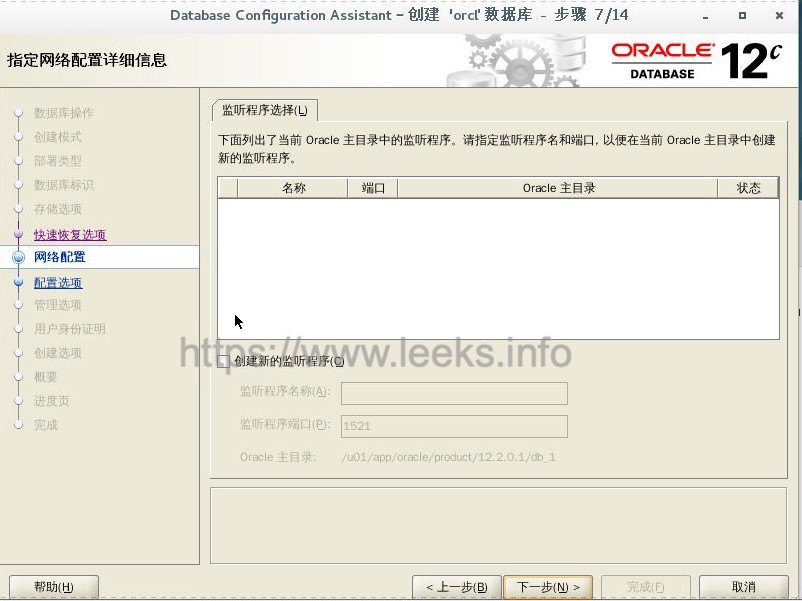 Database Configuration Assistant – 创建 'orcl' 数据库 - 步骤 7/14
指定网络配置详细信息
ORACLE
DATABASE
12c
数据库操作
创建模式
部署类型
数据库标识
存储选项
快速恢复选项
网络配置
配置选项
管理选项
用户身份证明
创建选项
概要
进度页
完成
监听程序选择(L)
下面列出了当前 Oracle 主目录中的监听程序。请指定监听程序名和端口, 以便在当前 Oracle 主目录中创建
新的监听程序。
名称 端口 Oracle 主目录 状态
https://www.leeks.info
创建新的监听程序(C)
监听程序名称(A):
监听程序端口(P): 1521
Oracle 主目录: /u01/app/oracle/product/12.2.0.1/db_1
帮助(H) < 上一步(B) 下一步(N) > 完成(F) 取消